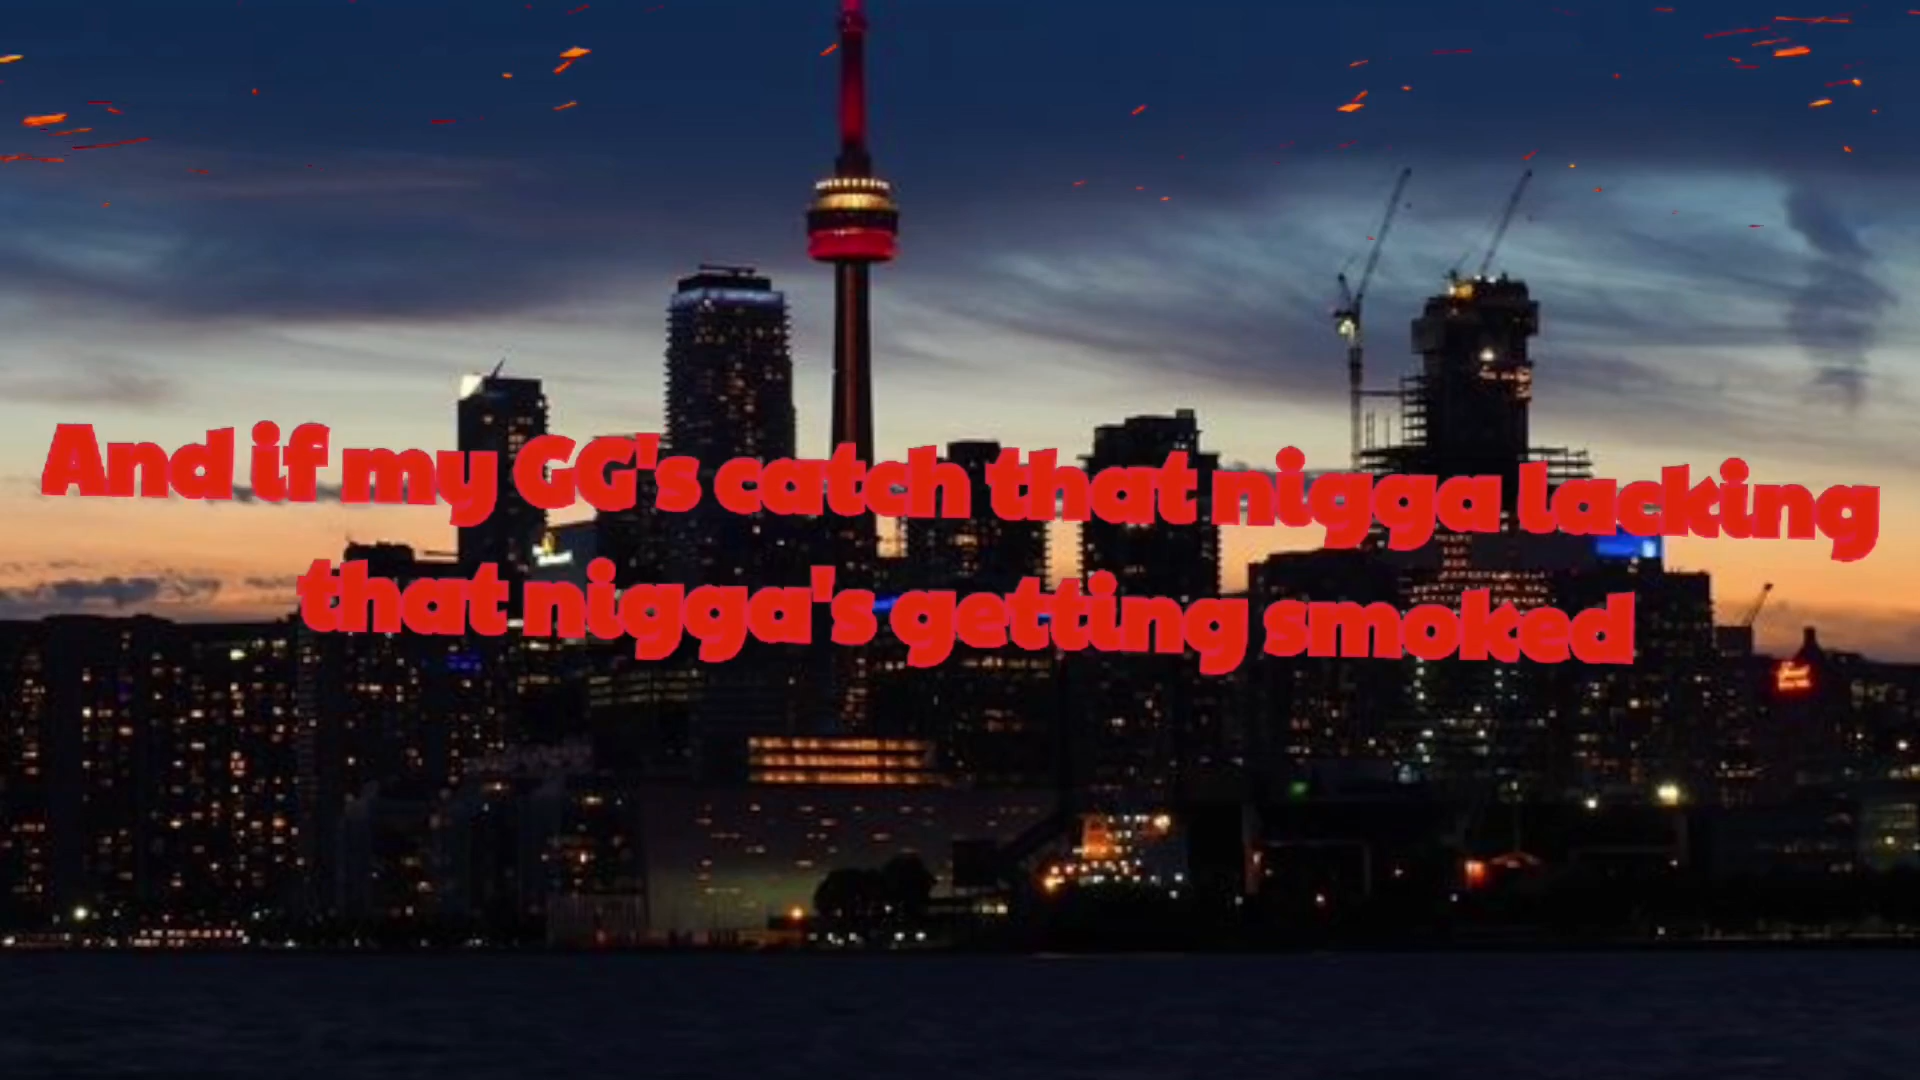 And if my GG's catch that nigga lacking
that nigga's getting smoked